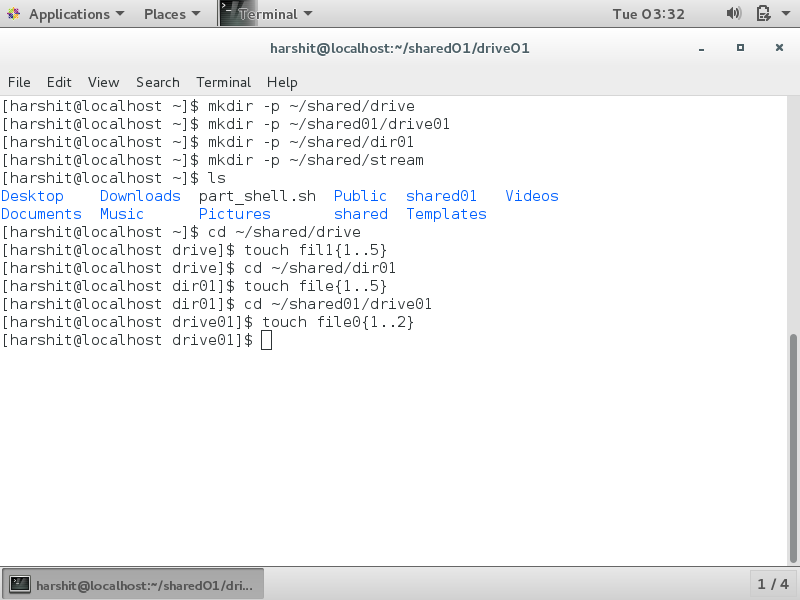 Applications Places Terminal Tue 03:32
harshit@localhost:~/shared01/drive01
File Edit View Search Terminal Help
[harshit@localhost ~]$ mkdir -p ~/shared/drive
[harshit@localhost ~]$ mkdir -p ~/shared01/drive01
[harshit@localhost ~]$ mkdir -p ~/shared/dir01
[harshit@localhost ~]$ mkdir -p ~/shared/stream
[harshit@localhost ~]$ ls
Desktop Downloads part_shell.sh Public shared01 Videos
Documents Music Pictures shared Templates
[harshit@localhost ~]$ cd ~/shared/drive
[harshit@localhost drive]$ touch fil1{1..5}
[harshit@localhost drive]$ cd ~/shared/dir01
[harshit@localhost dir01]$ touch file{1..5}
[harshit@localhost dir01]$ cd ~/shared01/drive01
[harshit@localhost drive01]$ touch file0{1..2}
[harshit@localhost drive01]$
harshit@localhost:~/shared01/dri... 1 / 4